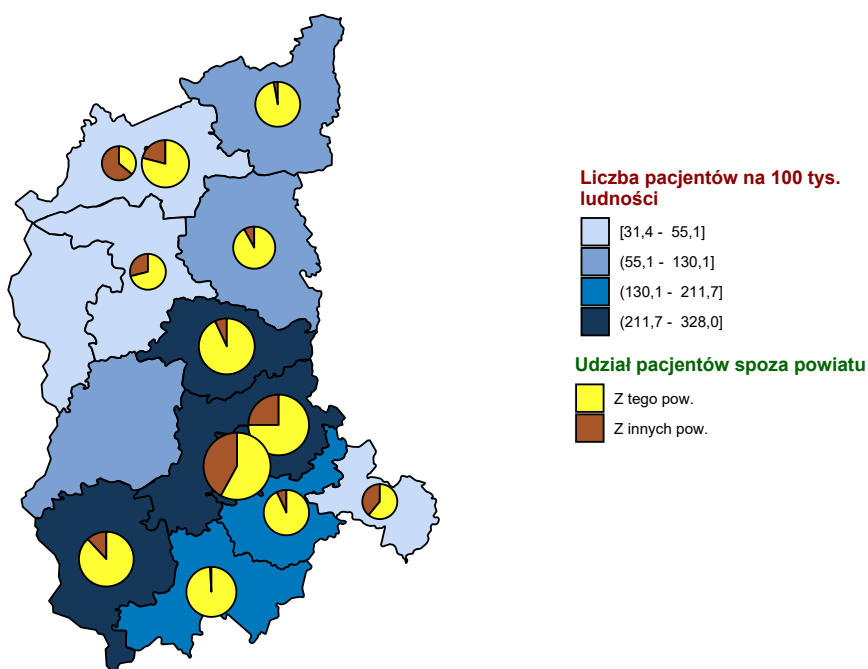 Liczba pacjentów na 100 tys.
ludności
[31,4 - 55,1]
(55,1 - 130,1]
(130,1 - 211,7]
(211,7 - 328,0]
Udział pacjentów spoza powiatu
Z tego pow.
Z innych pow.